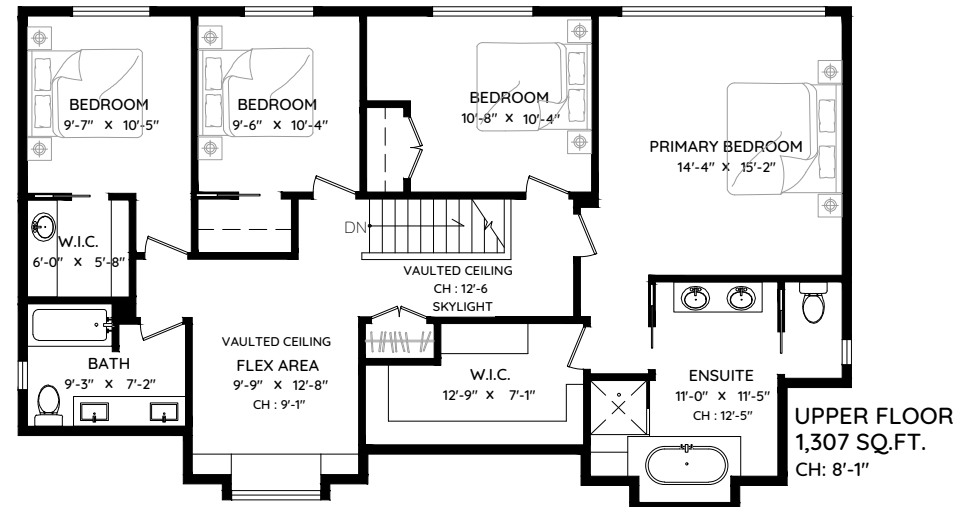 BEDROOM
9'-7" X 10'-5"
BEDROOM
9'-6" X 10'-4"
BEDROOM
10'-8" X 10'-4"
PRIMARY BEDROOM
14'-4" X 15'-2"
W.I.C.
6'-0" X 5'-8"
DN
VAULTED CEILING
CH : 12'-6
SKYLIGHT
BATH
9'-3" X 7'-2"
VAULTED CEILING
FLEX AREA
9'-9" X 12'-8"
CH : 9'-1"
W.I.C.
12'-9" X 7'-1"
ENSUITE
11'-0" X 11'-5"
CH : 12'-5"
UPPER FLOOR
1,307 SQ.FT.
CH: 8'-1"